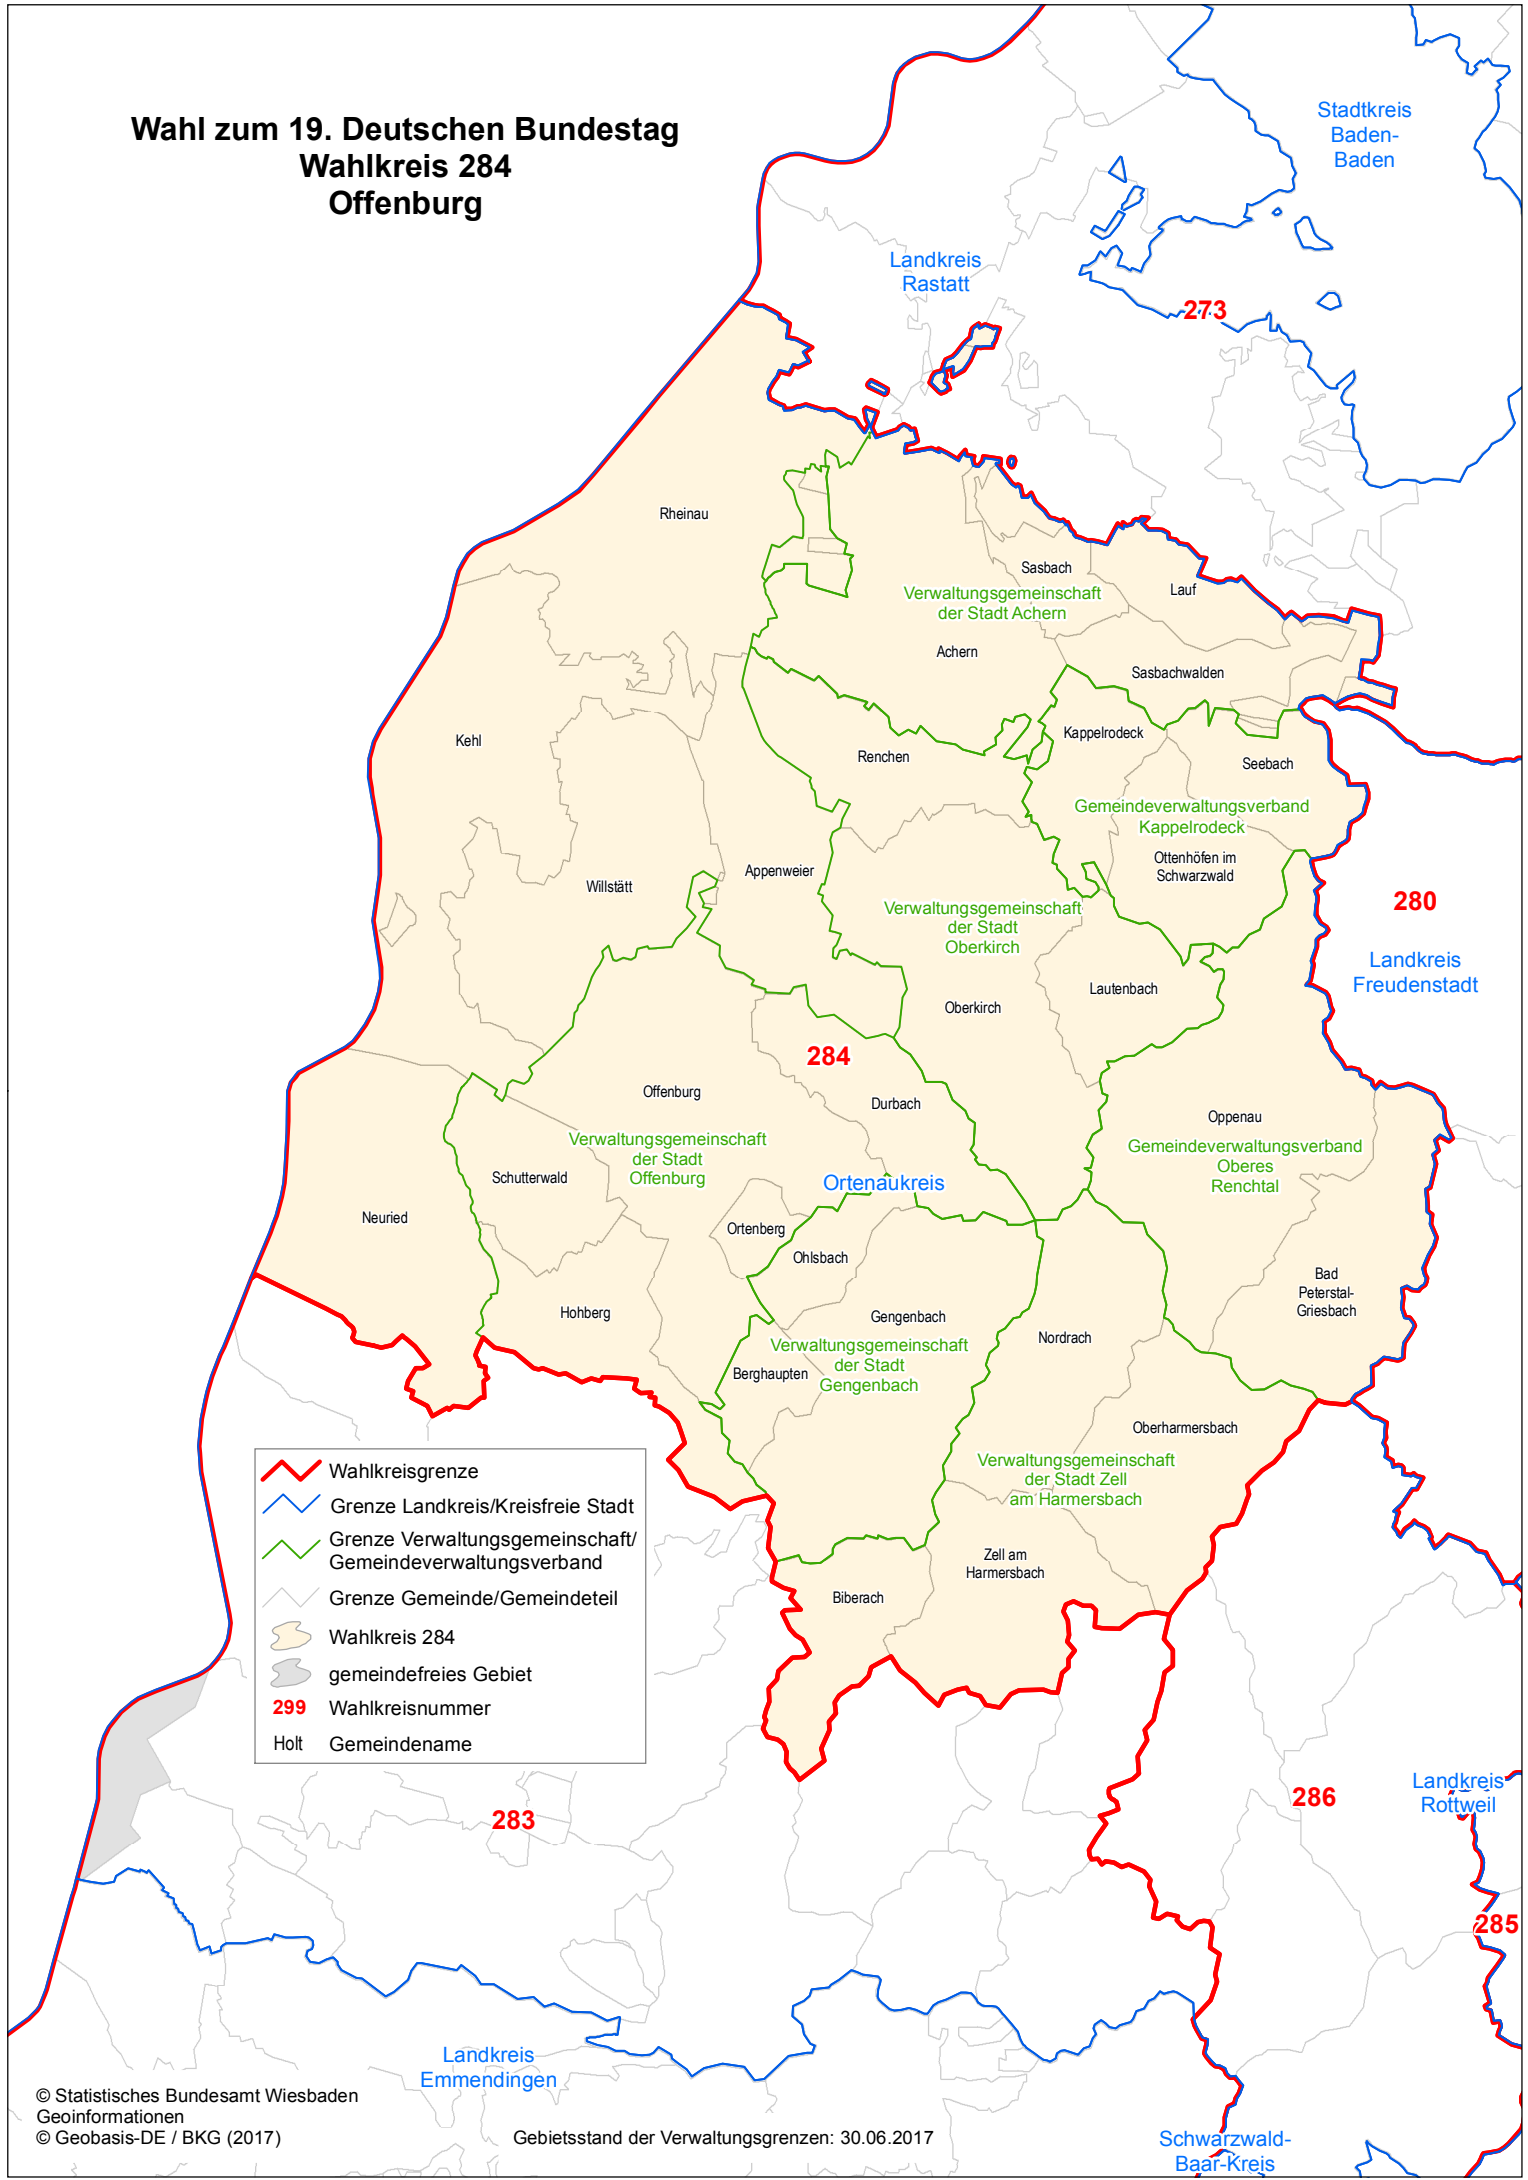 Wahl zum 19. Deutschen Bundestag
Wahlkreis 284
Offenburg
Stadtkreis
Baden-
Baden
Landkreis
Rastatt
273
Rheinau
Sasbach
Lauf
Verwaltungsgemeinschaft
der Stadt Achern
Achern
Sasbachwalden
Kehl
Renchen
Kappelrodeck
Seebach
Gemeindeverwaltungsverband
Kappelrodeck
Ottenhöfen im
Schwarzwald
Appenweier
Willstätt
280
Verwaltungsgemeinschaft
der Stadt
Oberkirch
Landkreis
Freudenstadt
Lautenbach
Oberkirch
284
Offenburg
Durbach
Oppenau
Verwaltungsgemeinschaft
der Stadt
Offenburg
Gemeindeverwaltungsverband
Oberes
Renchtal
Schutterwald
Ortenaukreis
Neuried
Ortenberg
Ohlsbach
Bad
Peterstal-
Griesbach
Hohberg
Gengenbach
Nordrach
Verwaltungsgemeinschaft
der Stadt
Gengenbach
Berghaupten
Oberharmersbach
Verwaltungsgemeinschaft
der Stadt Zell
am Harmersbach
Zell am
Harmersbach
Biberach
Wahlkreisgrenze
Grenze Landkreis/Kreisfreie Stadt
Grenze Verwaltungsgemeinschaft/
Gemeindeverwaltungsverband
Grenze Gemeinde/Gemeindeteil
Wahlkreis 284
gemeindefreies Gebiet
299 Wahlkreisnummer
Holt Gemeindename
283
286
Landkreis
Rottweil
285
Landkreis
Emmendingen
Schwarzwald-
Baar-Kreis
© Statistisches Bundesamt Wiesbaden
Geoinformationen
© Geobasis-DE / BKG (2017)
Gebietsstand der Verwaltungsgrenzen: 30.06.2017